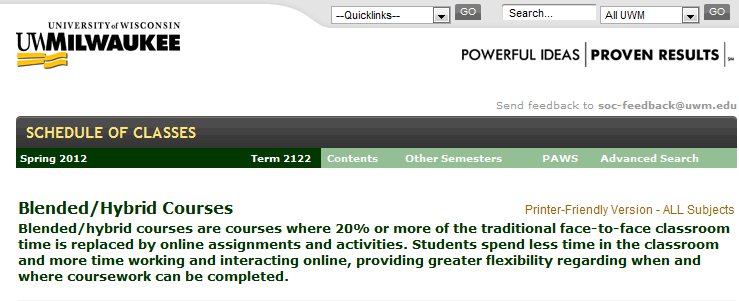 UNIVERSITY of WISCONSIN
UWMILWAUKEE
--Quicklinks--
GO
Search...
All UWM
GO
POWERFUL IDEAS | PROVEN RESULTS
Send feedback to soc-feedback@uwm.edu
SCHEDULE OF CLASSES
Spring 2012 Term 2122 Contents Other Semesters PAWS Advanced Search
Blended/Hybrid Courses
Printer-Friendly Version - ALL Subjects
Blended/hybrid courses are courses where 20% or more of the traditional face-to-face classroom
time is replaced by online assignments and activities. Students spend less time in the classroom
and more time working and interacting online, providing greater flexibility regarding when and
where coursework can be completed.